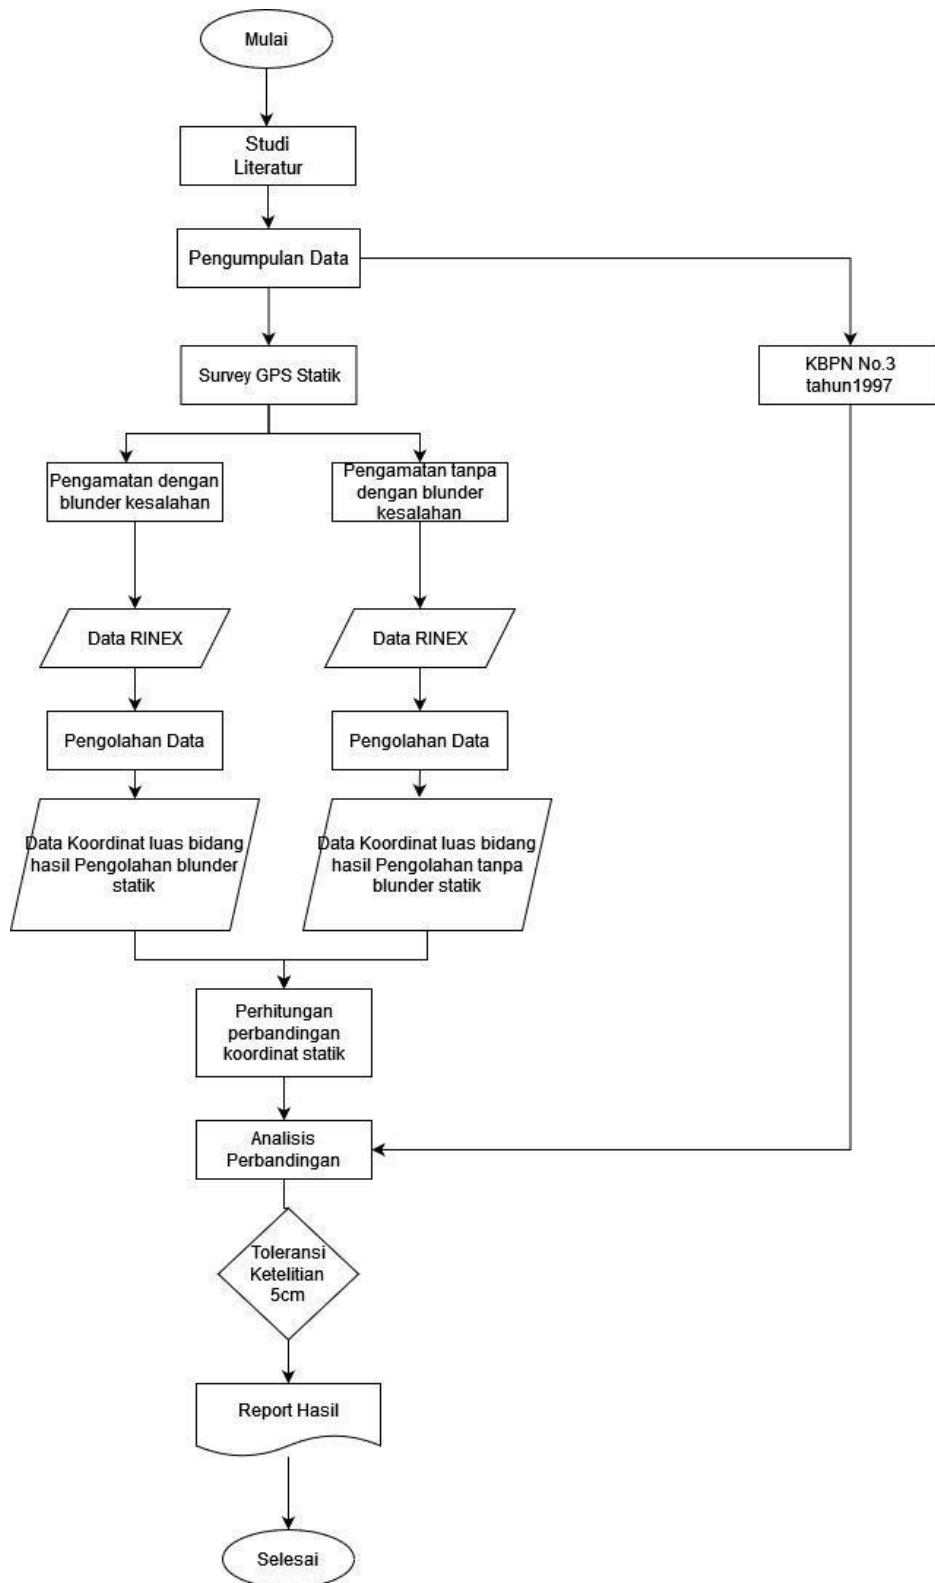 Mulai
Studi
Literatur
Pengumpulan Data
Survey GPS Statik
KBPN No.3
tahun1997
Pengamatan dengan
blunder kesalahan
Pengamatan tanpa
dengan blunder
kesalahan
Data RINEX
Data RINEX
Pengolahan Data
Pengolahan Data
Data Koordinat luas bidang
hasil Pengolahan blunder
statik
Data Koordinat luas bidang
hasil Pengolahan tanpa
blunder statik
Perhitungan
perbandingan
koordinat statik
Analisis
Perbandingan
Toleransi
Ketelitian
5cm
Report Hasil
Selesai